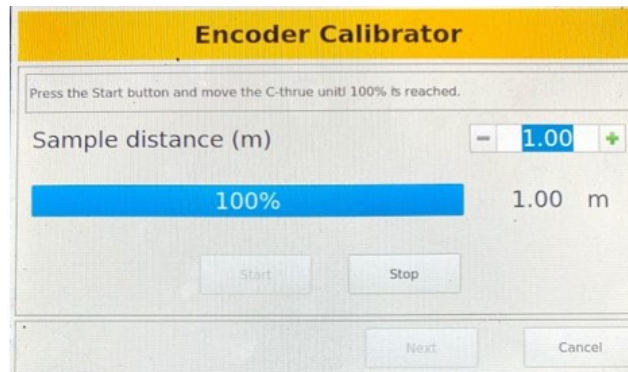 Encoder Calibrator
Press the Start button and move the C-thrue unitl 100% is reached.
Sample distance (m) − 1.00 +
100% 1.00 m
Start Stop
Next Cancel